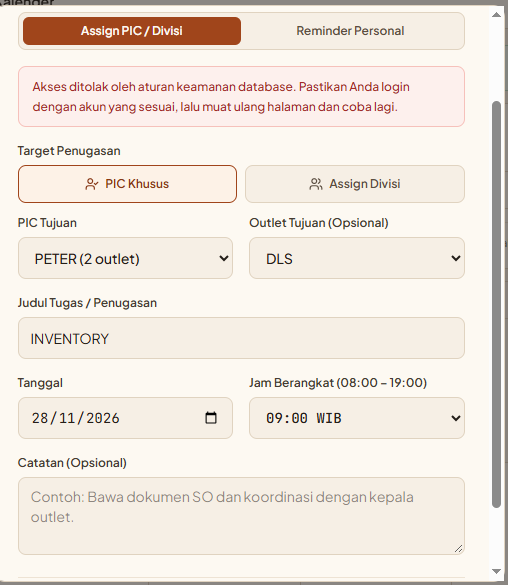 Kalender
Assign PIC / Divisi
Reminder Personal
Akses ditolak oleh aturan keamanan database. Pastikan Anda login
dengan akun yang sesuai, lalu muat ulang halaman dan coba lagi.
Target Penugasan
PIC Khusus
Assign Divisi
PIC Tujuan
Outlet Tujuan (Opsional)
PETER (2 outlet)
DLS
Judul Tugas / Penugasan
INVENTORY
Tanggal
Jam Berangkat (08:00 – 19:00)
28/11/2026
09:00 WIB
Catatan (Opsional)
Contoh: Bawa dokumen SO dan koordinasi dengan kepala
outlet.